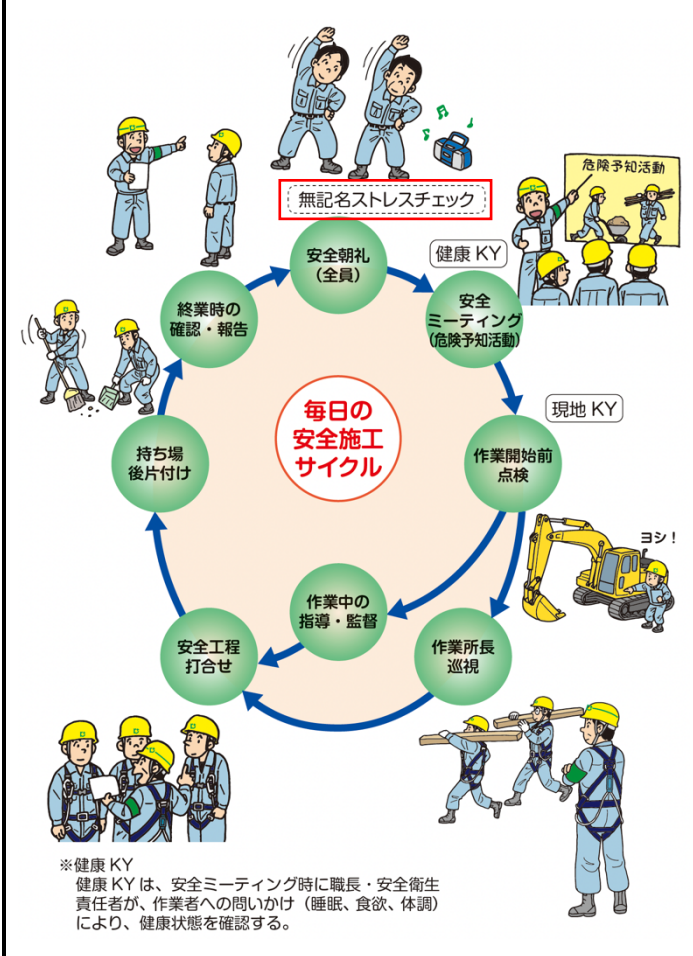 無記名ストレスチェック
安全朝礼
(全員)
健康 KY
危険予知活動
安全
ミーティング
(危険予知活動)
現地 KY
作業開始前
点検
ヨシ！
作業中の
指導・監督
作業所長
巡視
安全工程
打合せ
持ち場
後片付け
終業時の
確認・報告
毎日の
安全施工
サイクル
※健康 KY
健康 KY は、安全ミーティング時に職長・安全衛生
責任者が、作業者への問いかけ（睡眠、食欲、体調）
により、健康状態を確認する。